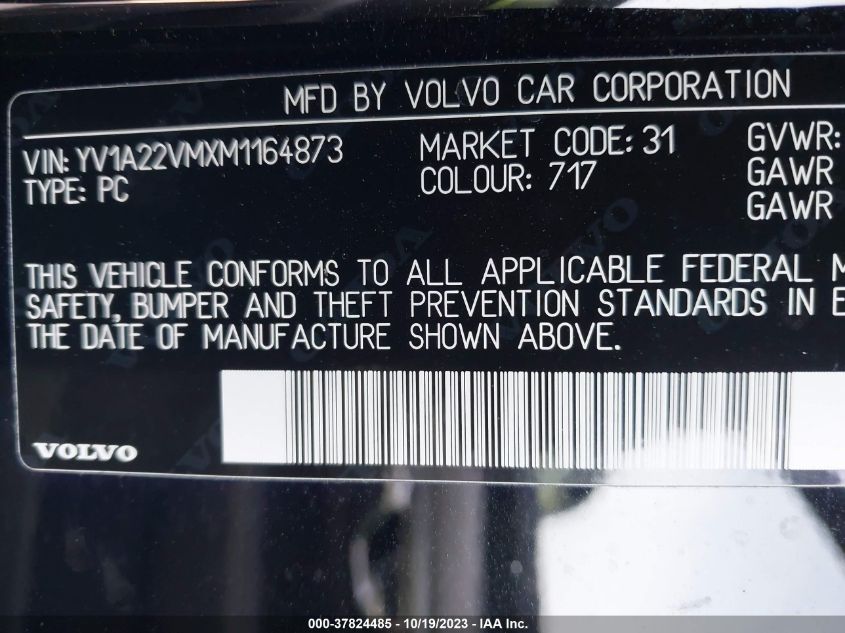 MFD BY VOLVO CAR CORPORATION
VIN: YV1A22VMXM1164873 MARKET CODE: 31 GVWR:
TYPE: PC COLOUR: 717 GAWR
GAWR
THIS VEHICLE CONFORMS TO ALL APPLICABLE FEDERAL M
SAFETY, BUMPER AND THEFT PREVENTION STANDARDS IN E
THE DATE OF MANUFACTURE SHOWN ABOVE.
VOLVO
000-37824485 - 10/19/2023 - IAA Inc.